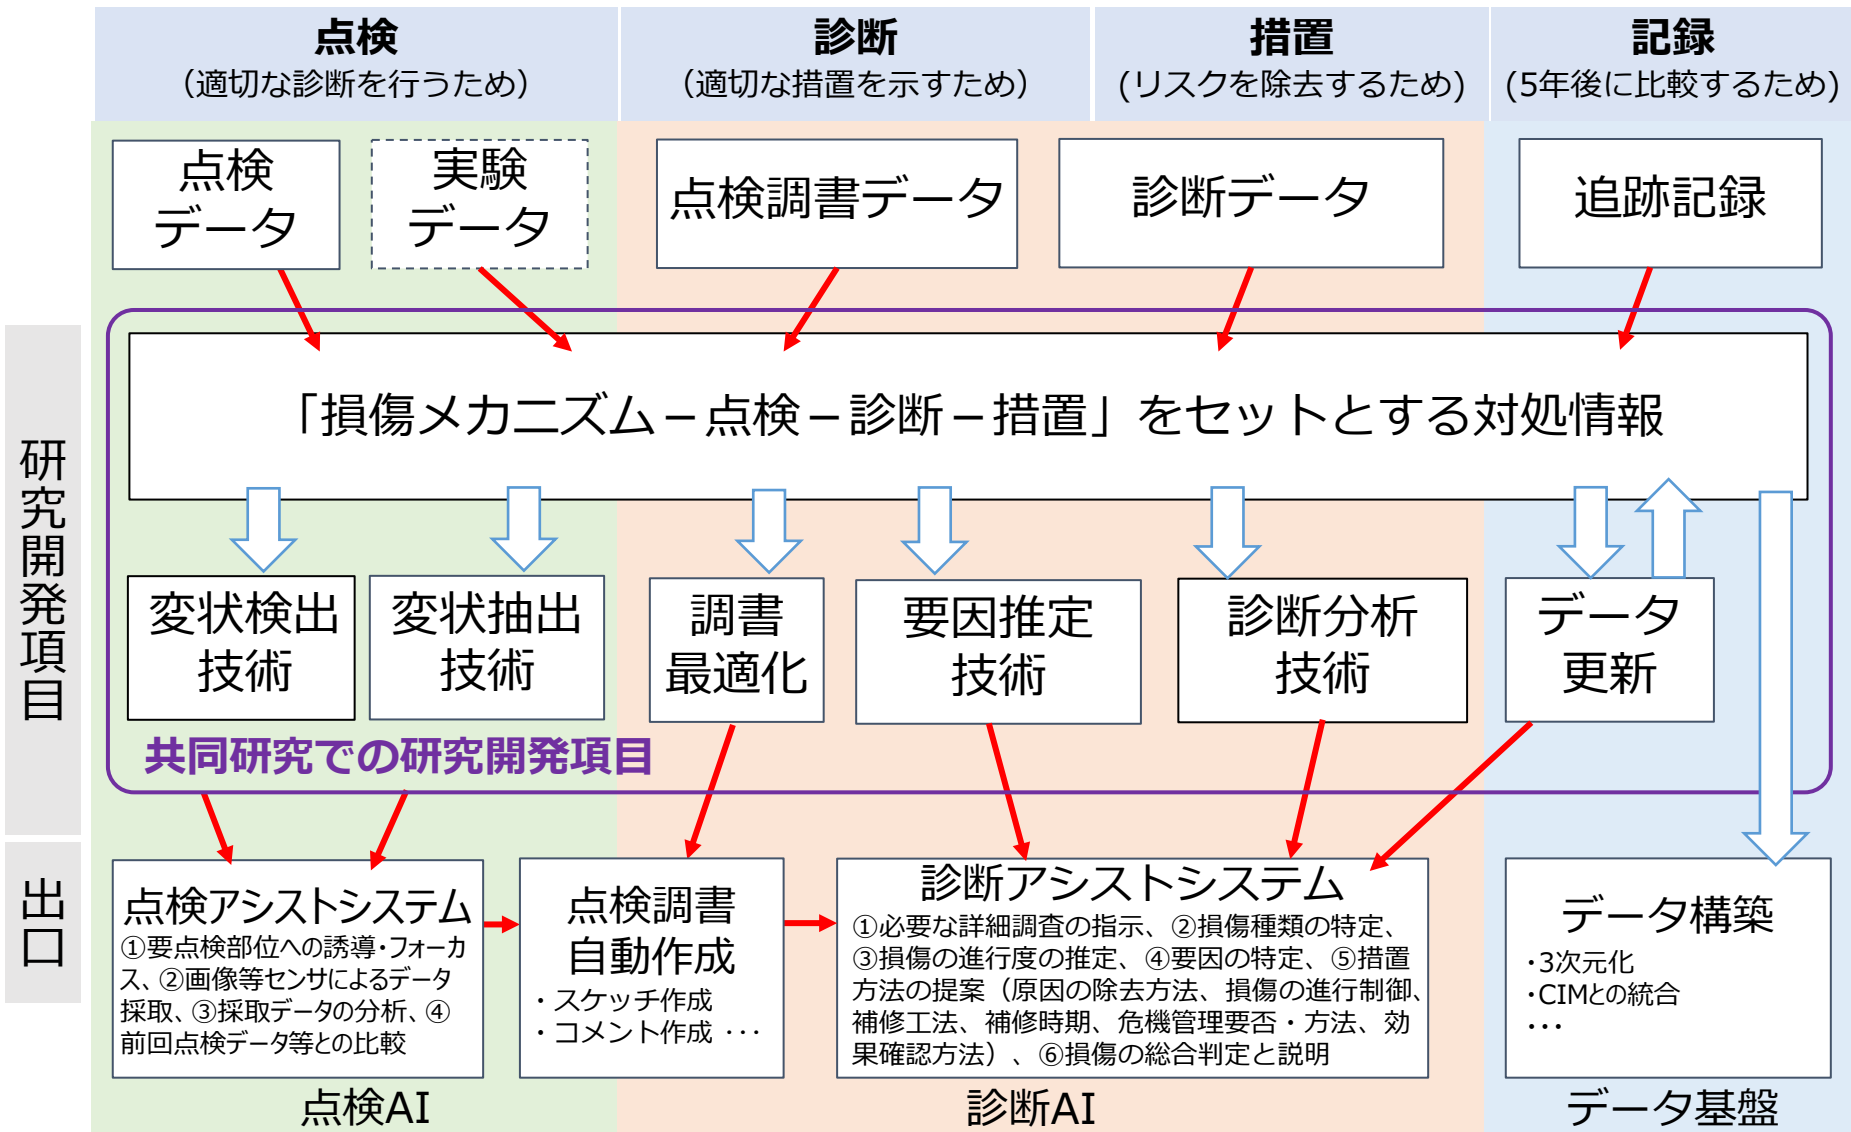 点検
（適切な診断を行うため）
診断
（適切な措置を示すため）
措置
(リスクを除去するため)
記録
(5年後に比較するため)
点検
データ
実験
データ
点検調書データ
診断データ
追跡記録
研究開発項目
「損傷メカニズム－点検－診断－措置」をセットとする対処情報
変状検出
技術
変状抽出
技術
調書
最適化
要因推定
技術
診断分析
技術
データ
更新
共同研究での研究開発項目
出口
点検アシストシステム
①要点検部位への誘導・フォーカ
ス、②画像等センサによるデータ
採取、③採取データの分析、④
前回点検データ等との比較
点検調書
自動作成
・スケッチ作成
・コメント作成 ・・・
診断アシストシステム
①必要な詳細調査の指示、②損傷種類の特定、
③損傷の進行度の推定、④要因の特定、⑤措置
方法の提案（原因の除去方法、損傷の進行制御、
補修工法、補修時期、危機管理要否・方法、効
果確認方法）、⑥損傷の総合判定と説明
データ構築
・3次元化
・CIMとの統合
・・・
点検AI
診断AI
データ基盤